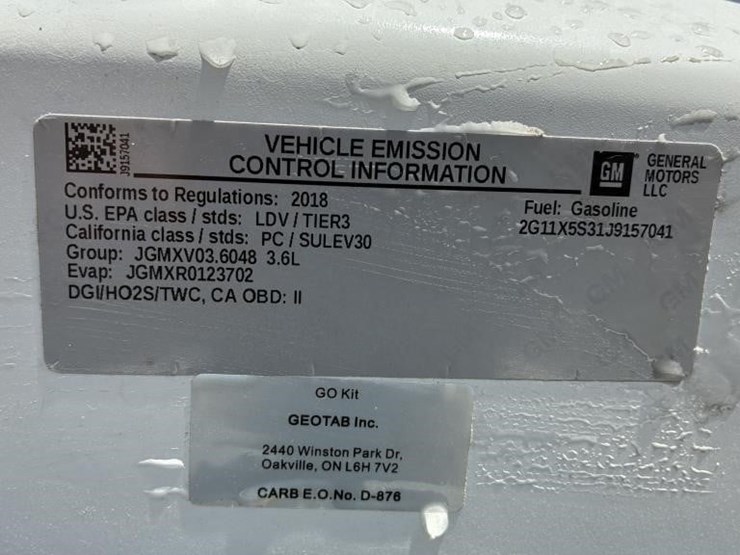 J9157041
VEHICLE EMISSION
CONTROL INFORMATION
GM
GENERAL
MOTORS
LLC
Conforms to Regulations: 2018
U.S. EPA class / stds: LDV / TIER3
California class / stds: PC / SULEV30
Group: JGMXV03.6048 3.6L
Evap: JGMXR0123702
DGI/HO2S/TWC, CA OBD: II
Fuel: Gasoline
2G11X5S31J9157041
GM
GM
GO Kit
GEOTAB Inc.
2440 Winston Park Dr,
Oakville, ON L6H 7V2
CARB E.O.No. D-876